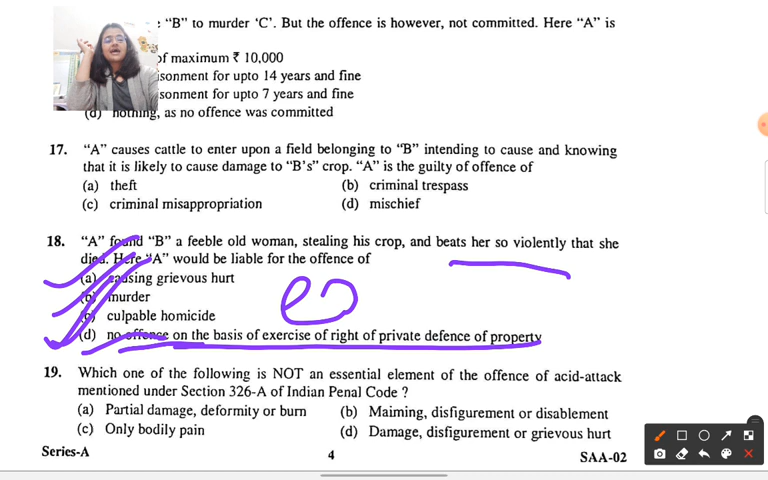 : "B" to murder 'C'. But the offence is however, not committed. Here "A" is
of maximum ₹ 10,000
isonment for upto 14 years and fine
sonment for upto 7 years and fine
(d) nothing, as no offence was committed
17. "A" causes cattle to enter upon a field belonging to "B" intending to cause and knowing
that it is likely to cause damage to "B's" crop. "A" is the guilty of offence of
(a) theft (b) criminal trespass
(c) criminal misappropriation (d) mischief
18. "A" found "B" a feeble old woman, stealing his crop, and beats her so violently that she
died. Here "A" would be liable for the offence of
(a) causing grievous hurt
(b) murder
(c) culpable homicide
(d) no offence on the basis of exercise of right of private defence of property
19. Which one of the following is NOT an essential element of the offence of acid-attack
mentioned under Section 326-A of Indian Penal Code ?
(a) Partial damage, deformity or burn (b) Maiming, disfigurement or disablement
(c) Only bodily pain (d) Damage, disfigurement or grievous hurt
Series-A 4 SAA-02